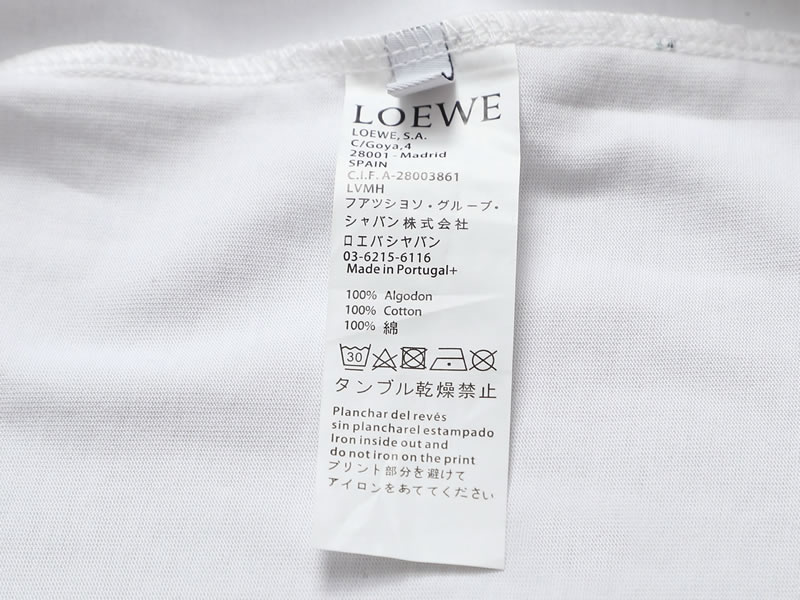 LOEWE
LOEWE, S.A.
C/Goya,4
28001 - Madrid
SPAIN
C.I.F. A-28003861
LVMH
フアツシヨソ・グループ・
シャバン株式会社
ロエバシヤバン
03-6215-6116
Made in Portugal+
100% Algodon
100% Cotton
100% 綿
30
タンブル乾燥禁止
Planchar del revés
sin plancharel estampado
Iron inside out and
do not iron on the print
プリント部分を避けて
アイロンをあててください